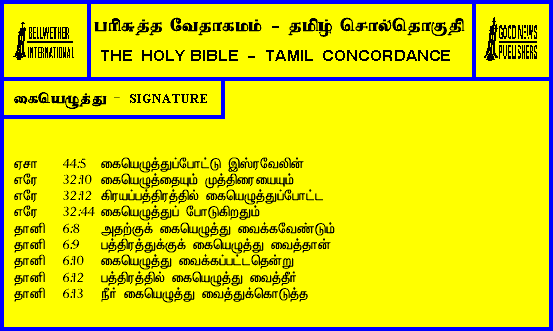 BELLWETHER
INTERNATIONAL
பரிசுத்த வேதாகமம் - தமிழ் சொல்தொகுதி
THE HOLY BIBLE - TAMIL CONCORDANCE
GOOD NEWS
PUBLISHERS
கையெழுத்து - SIGNATURE
ஏசா 44:5 கையெழுத்துப்போட்டு இஸ்ரவேலின்
எரே 32:10 கையெழுத்தையும் முத்திரையையும்
எரே 32:12 கிரயப்பத்திரத்தில் கையெழுத்துப்போட்ட
எரே 32:44 கையெழுத்துப் போடுகிறதும்
தானி 6:8 அதற்குக் கையெழுத்து வைக்கவேண்டும்
தானி 6:9 பத்திரத்துக்குக் கையெழுத்து வைத்தான்
தானி 6:10 கையெழுத்து வைக்கப்பட்டதென்று
தானி 6:12 பத்திரத்தில் கையெழுத்து வைத்தீர்
தானி 6:13 நீர் கையெழுத்து வைத்துக்கொடுத்த